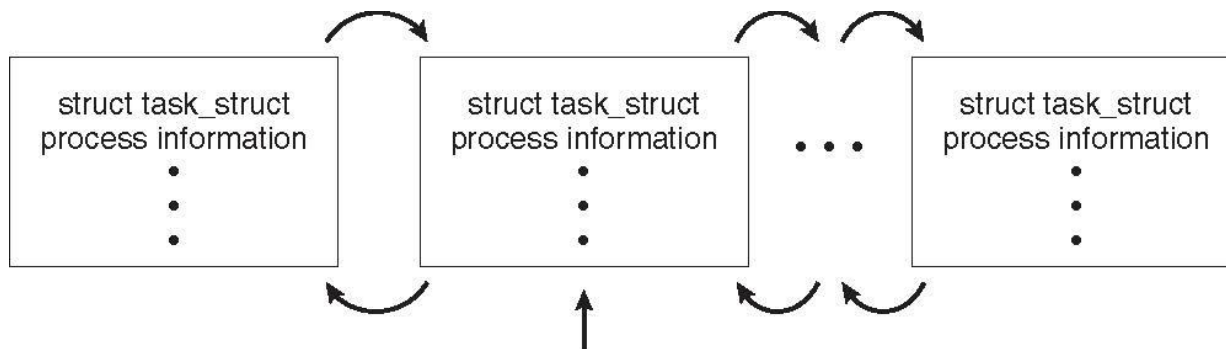 struct task_struct
process information
struct task_struct
process information
struct task_struct
process information